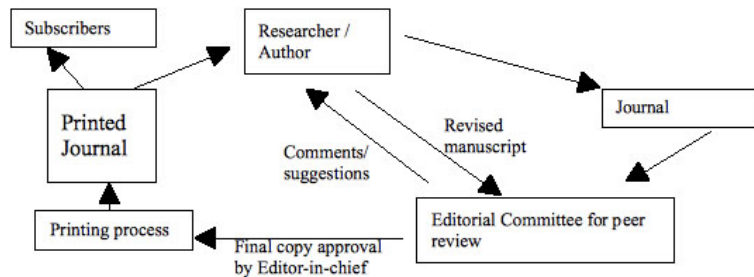 Subscribers
Researcher /
Author
Printed
Journal
Journal
Revised
manuscript
Comments/
suggestions
Editorial Committee for peer
review
Printing process
Final copy approval
by Editor-in-chief